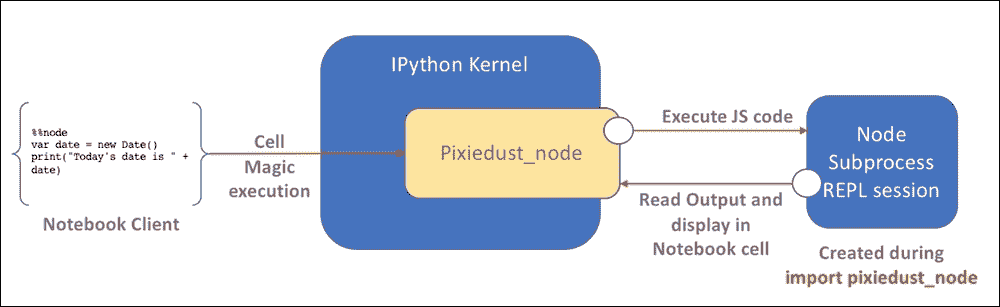 %%node
var date = new Date()
print("Today's date is " +
date)
Notebook Client
Cell
Magic
execution
IPython Kernel
Pixiedust_node
Execute JS code
Read Output and
display in
Notebook cell
Node
Subprocess
REPL session
Created during
import pixiedust_node